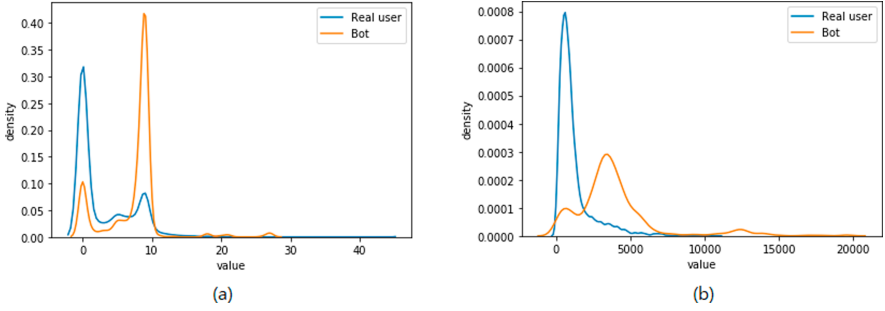 Real user
Bot
density
0.40
0.35
0.30
0.25
0.20
0.15
0.10
0.05
0.00
0 10 20 30 40
value
(a)
Real user
Bot
density
0.0008
0.0007
0.0006
0.0005
0.0004
0.0003
0.0002
0.0001
0.0000
0 5000 10000 15000 20000
value
(b)